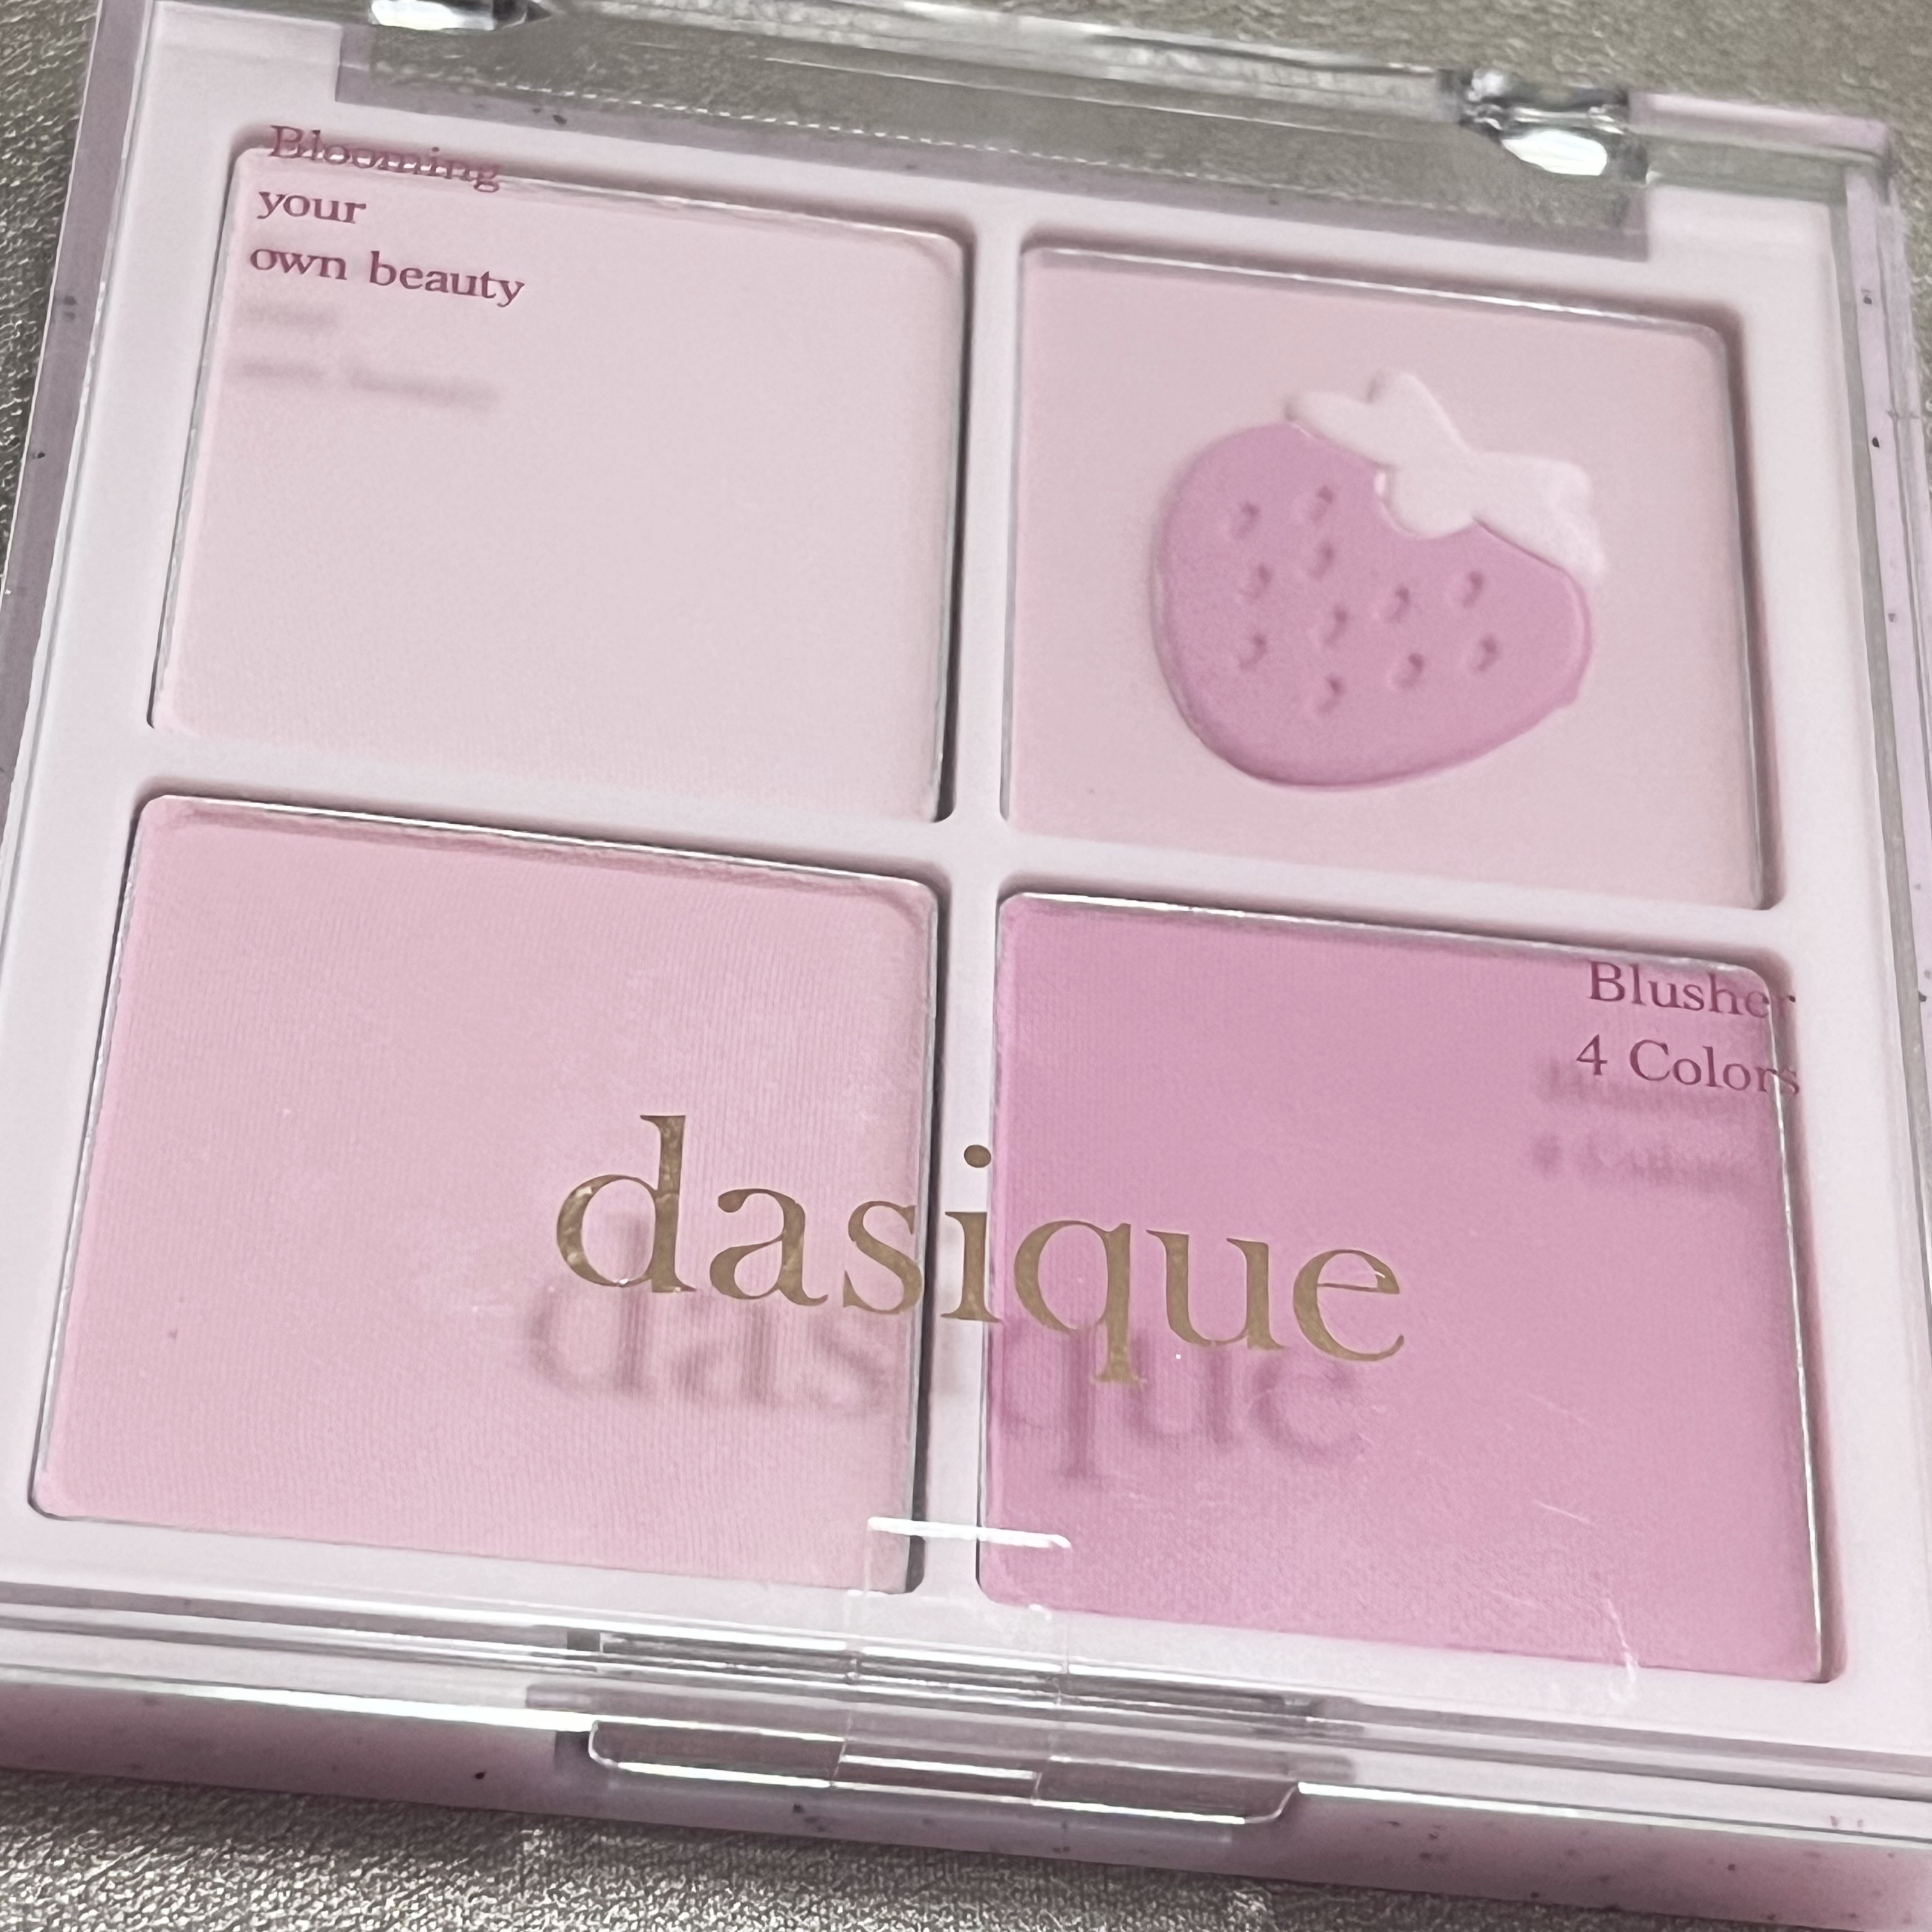 Blooming
your
own beauty
Blusher
4 Colors
dasique